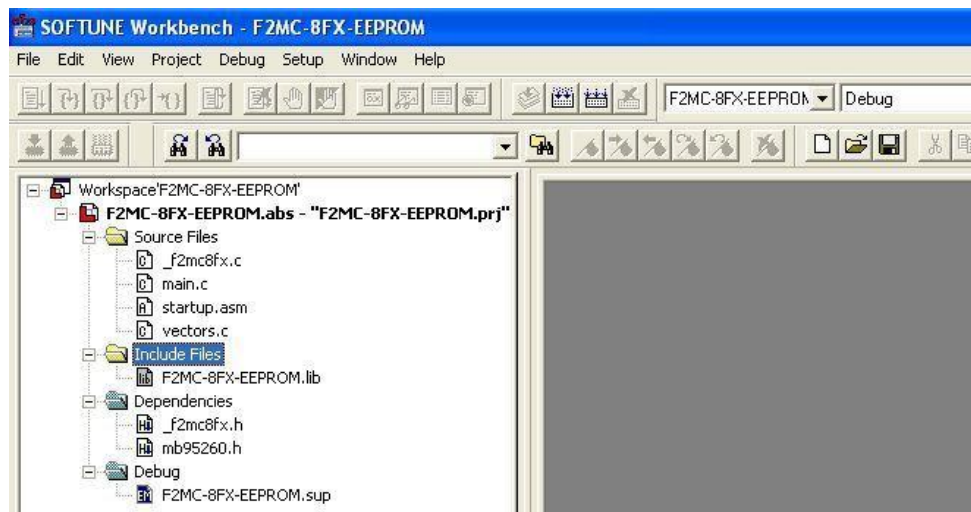 SOFTUNE Workbench - F2MC-8FX-EEPROM
File Edit View Project Debug Setup Window Help
F2MC-8FX-EEPRON Debug
Workspace'F2MC-8FX-EEPROM'
F2MC-8FX-EEPROM.abs - "F2MC-8FX-EEPROM.prj"
Source Files
_f2mc8fx.c
main.c
startup.asm
vectors.c
Include Files
F2MC-8FX-EEPROM.lib
Dependencies
_f2mc8fx.h
mb95260.h
Debug
F2MC-8FX-EEPROM.sup